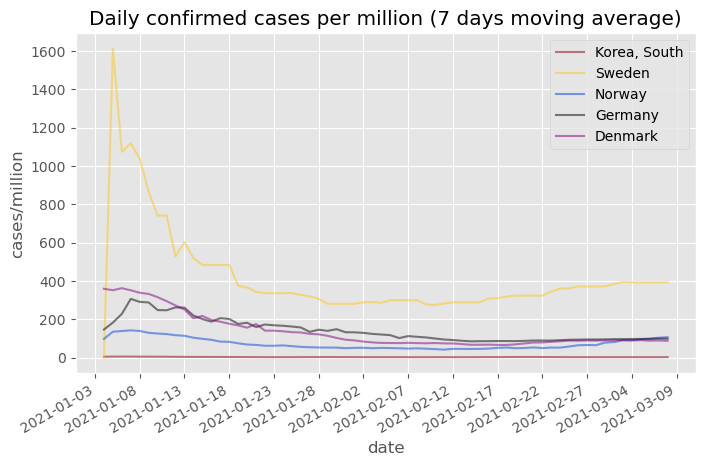 Daily confirmed cases per million (7 days moving average)
Korea, South
Sweden
Norway
Germany
Denmark
cases/million
1600
1400
1200
1000
800
600
400
200
0
2021-01-03
2021-01-08
2021-01-13
2021-01-18
2021-01-23
2021-01-28
2021-02-02
2021-02-07
2021-02-12
2021-02-17
2021-02-22
2021-02-27
2021-03-04
2021-03-09
date